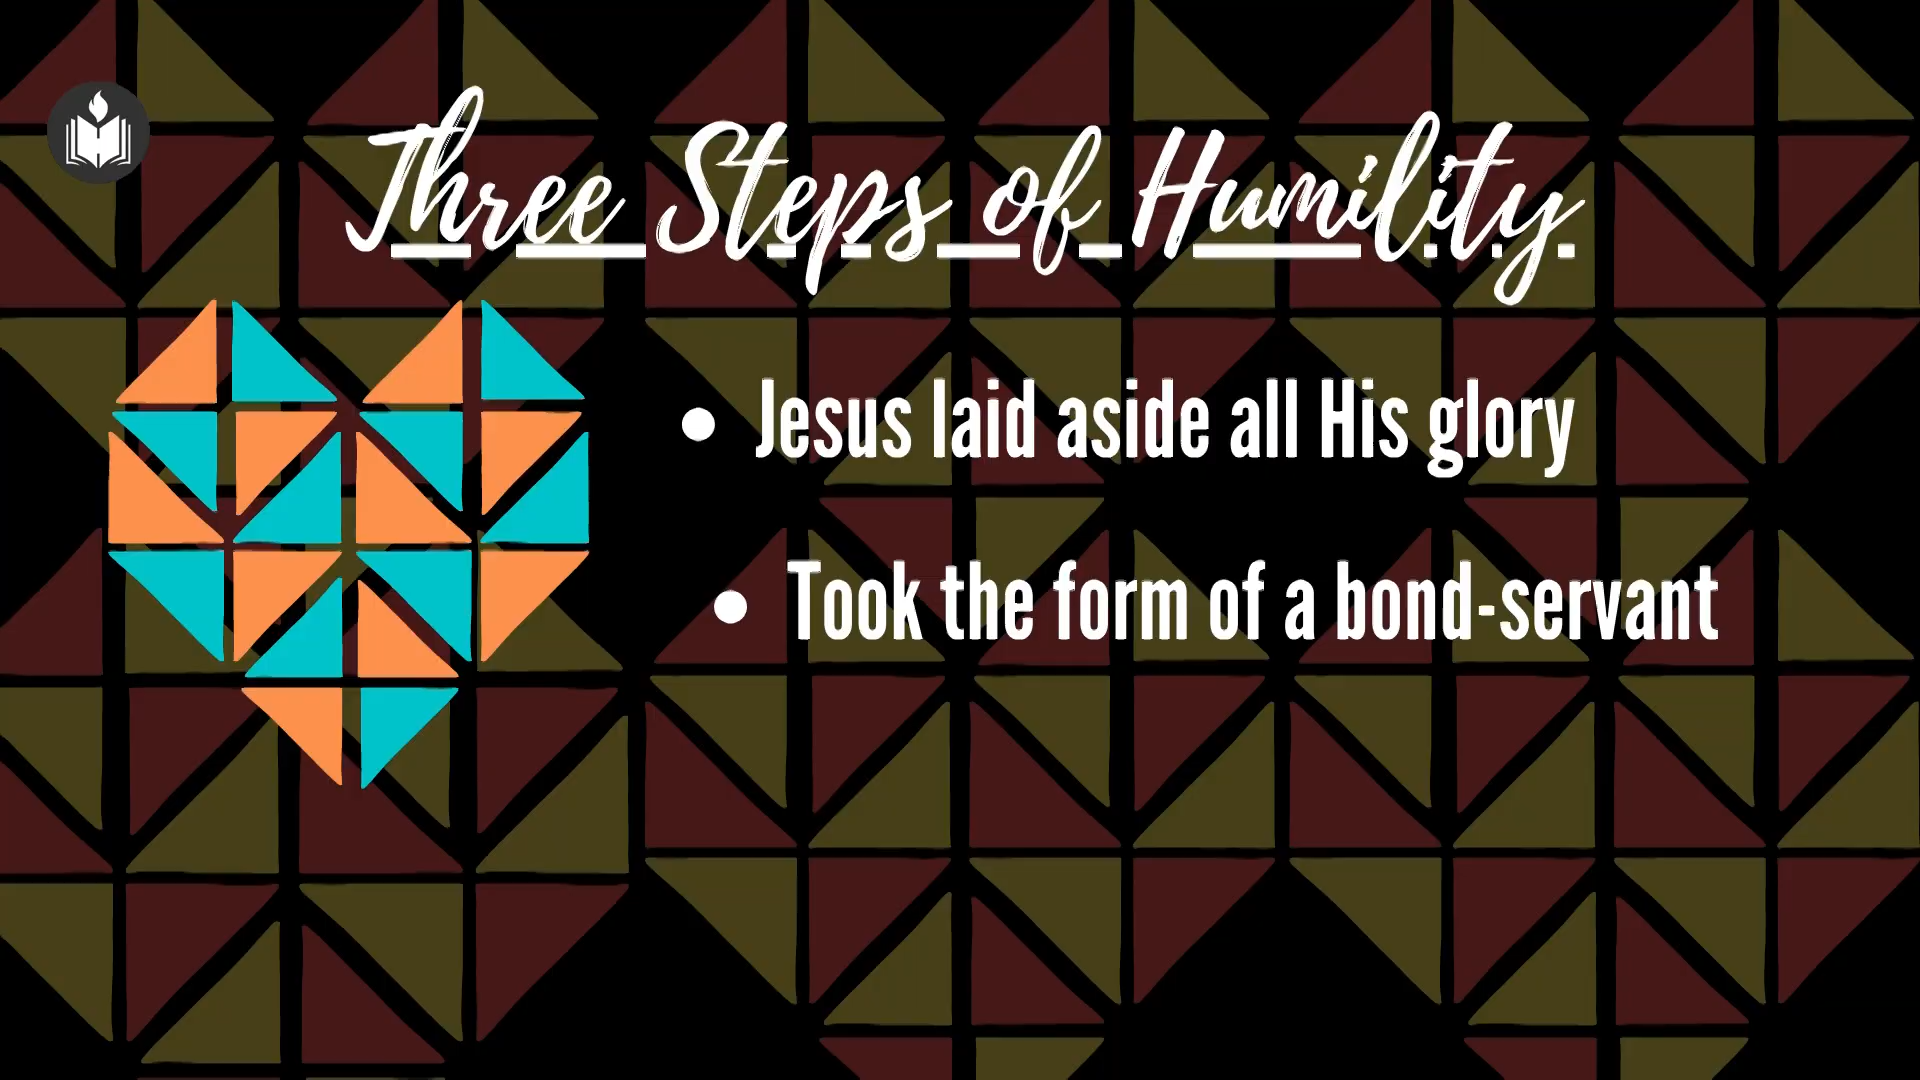 Three Steps of Humility
• Jesus laid aside all His glory
• Took the form of a bond-servant